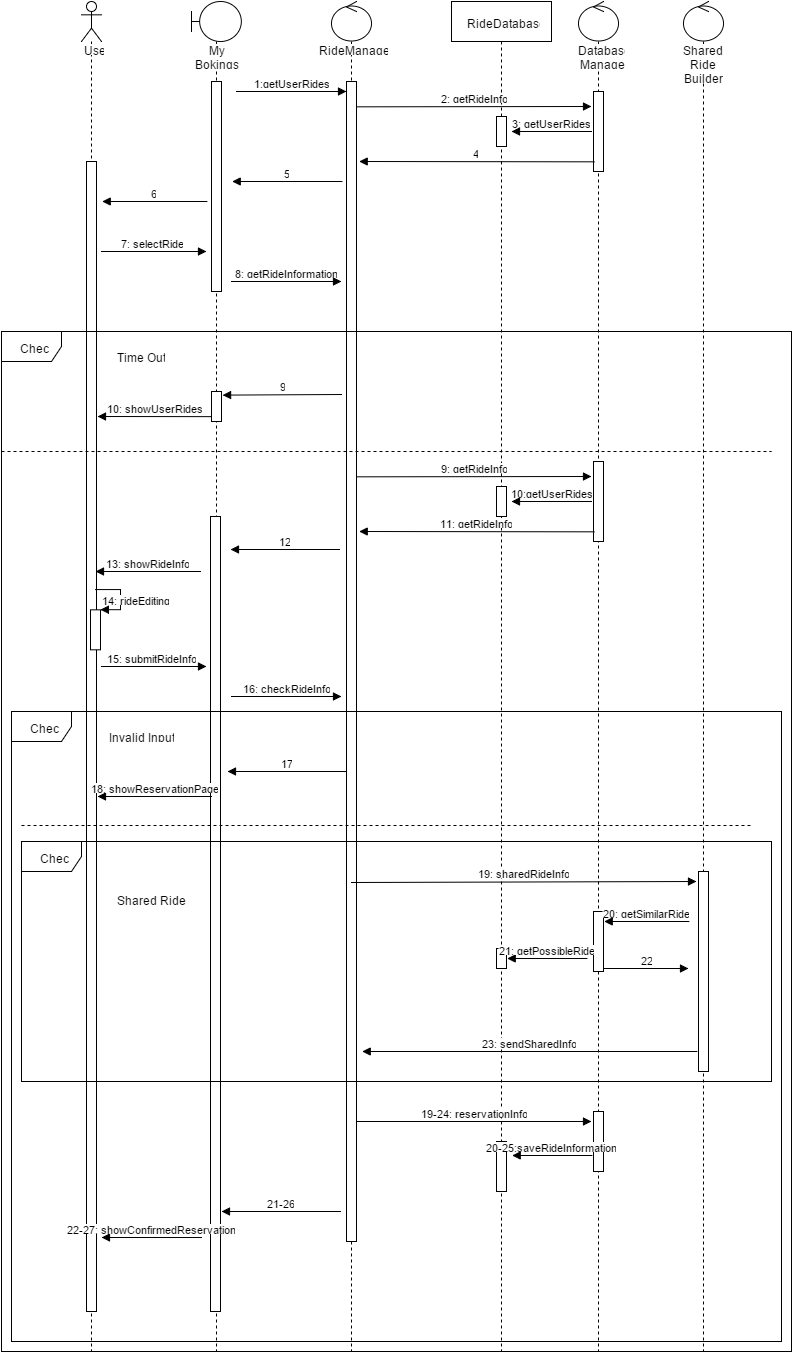 Use
My
Bokings
RideManage
RideDatabas
Databas
Manage
Shared
Ride
Builder
1:getUserRides
2: getRideInfo
3: getUserRides
4
5
6
7: selectRide
8: getRideInformation
Chec
Time Out
9
10: showUserRides
9: getRideInfo
10:getUserRides
11: getRideInfo
12
13: showRideInfo
14: rideEditing
15: submitRideInfo
16: checkRideInfo
Chec
Invalid Input
17
18: showReservationPage
Chec
Shared Ride
19: sharedRideInfo
20: getSimilarRide
21: getPossibleRide
22
23: sendSharedInfo
19-24: reservationInfo
20-25:saveRideInformation
21-26
22-27: showConfirmedReservation